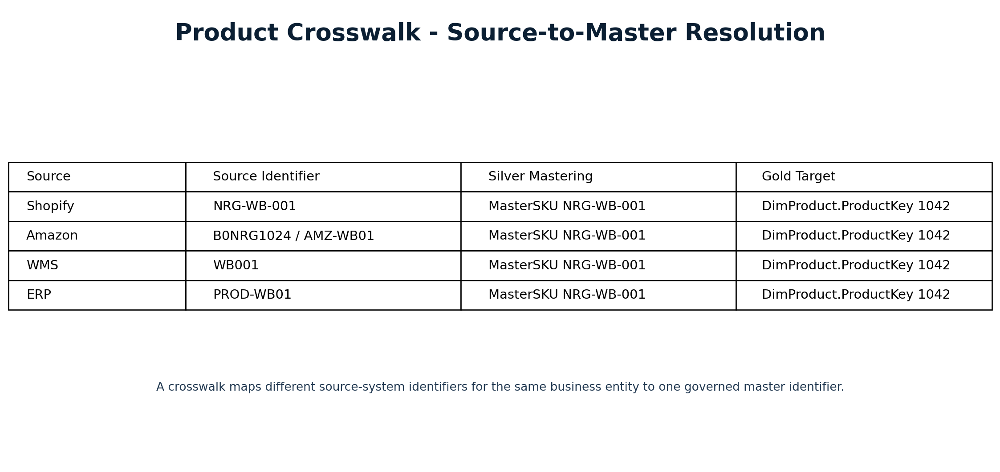 Product Crosswalk - Source-to-Master Resolution
Source Source Identifier Silver Mastering Gold Target
Shopify NRG-WB-001 MasterSKU NRG-WB-001 DimProduct.ProductKey 1042
Amazon B0NRG1024 / AMZ-WB01 MasterSKU NRG-WB-001 DimProduct.ProductKey 1042
WMS WB001 MasterSKU NRG-WB-001 DimProduct.ProductKey 1042
ERP PROD-WB01 MasterSKU NRG-WB-001 DimProduct.ProductKey 1042
A crosswalk maps different source-system identifiers for the same business entity to one governed master identifier.